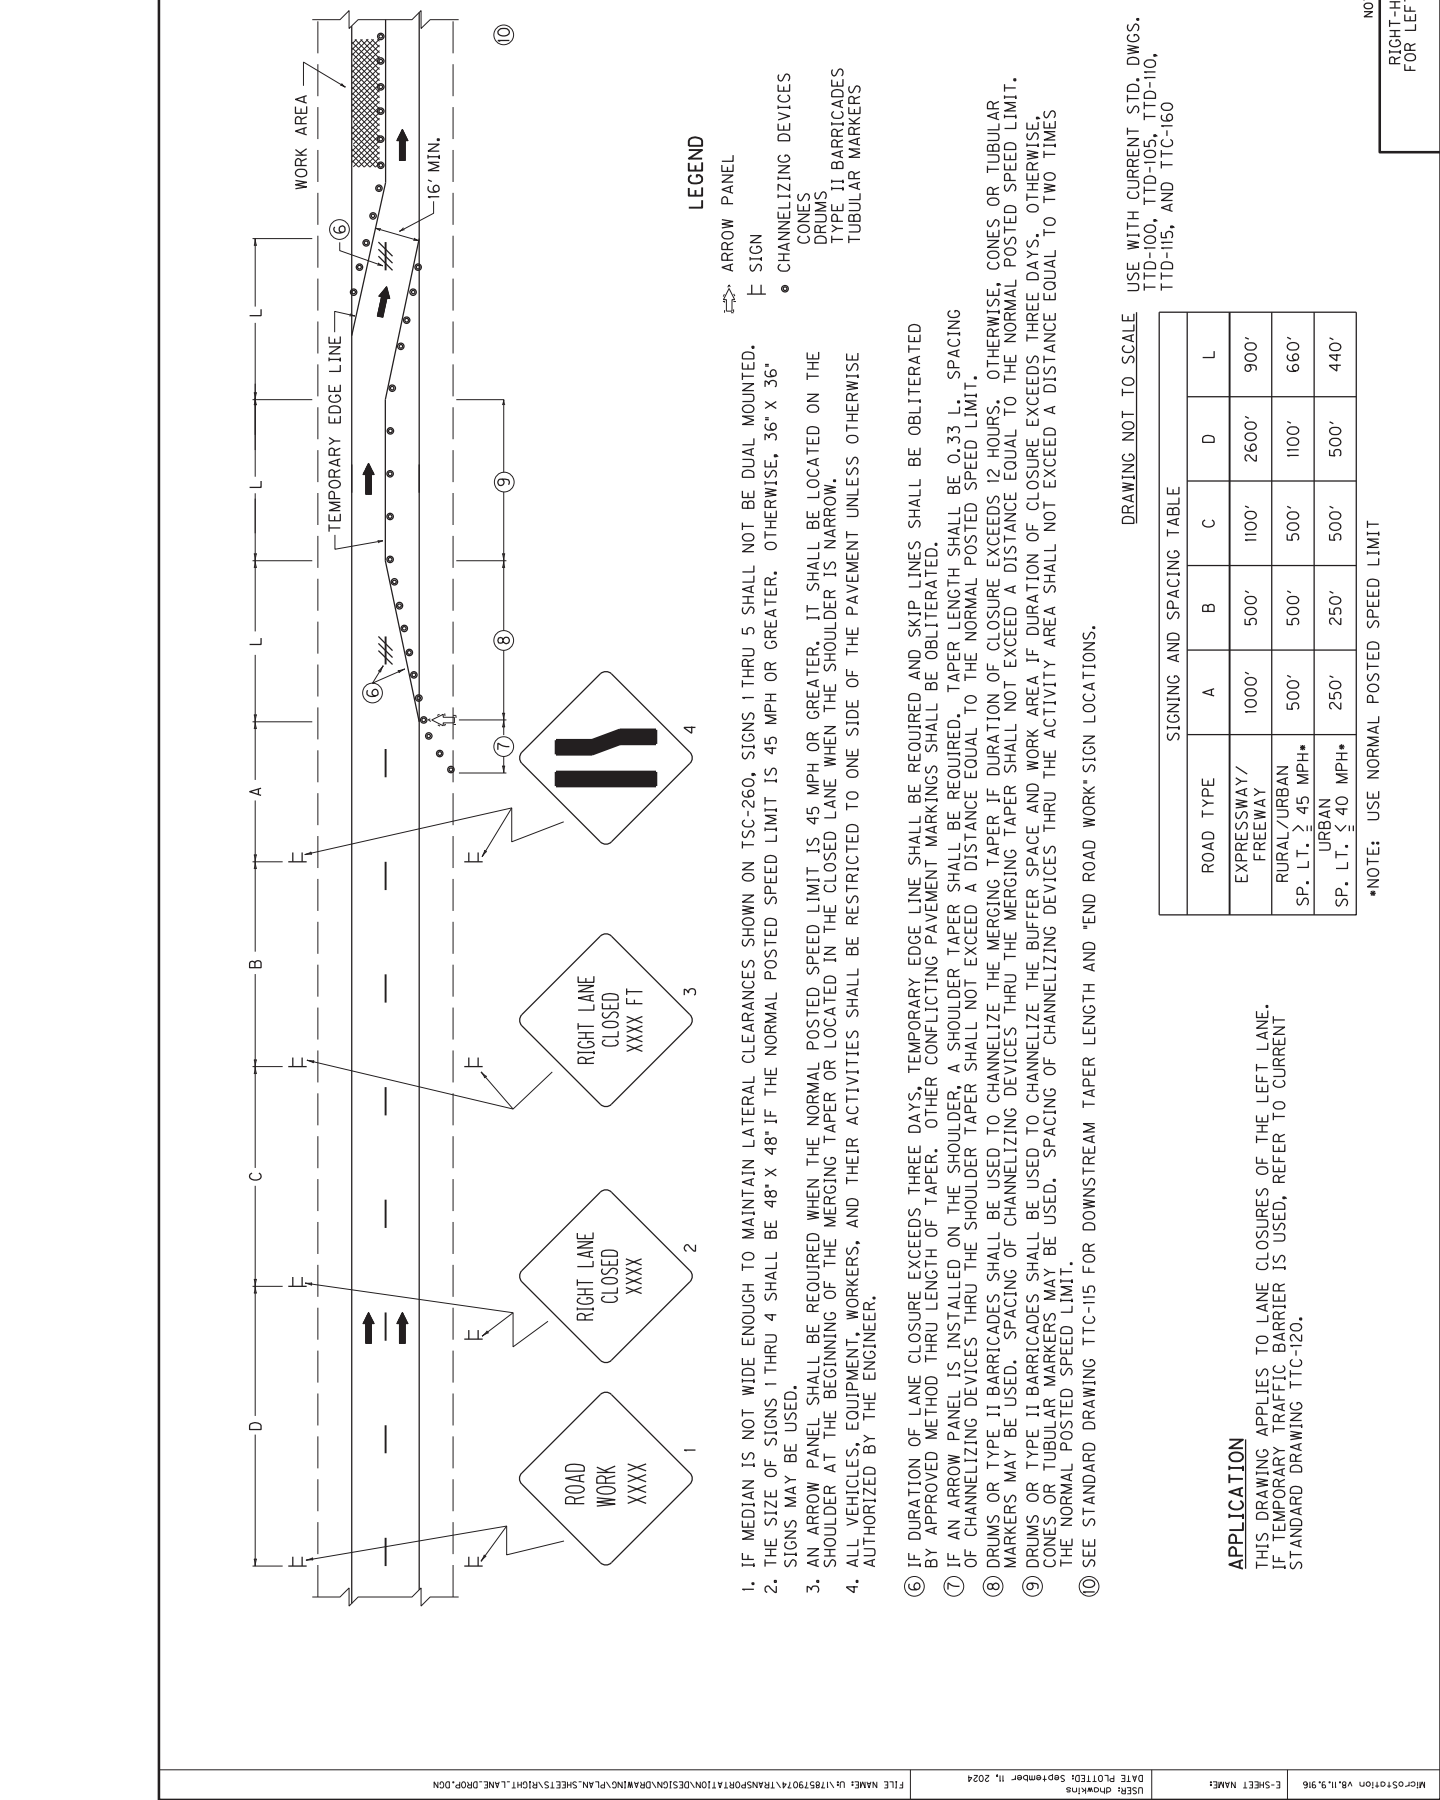 D
C
B
A
L
L
L
WORK AREA
TEMPORARY EDGE LINE
6
6
16' MIN.
7
8
9
10
ROAD
WORK
XXXX
1
RIGHT LANE
CLOSED
XXXX
2
RIGHT LANE
CLOSED
XXXX FT
3
4
LEGEND
ARROW PANEL
SIGN
CHANNELIZING DEVICES
CONES
DRUMS
TYPE II BARRICADES
TUBULAR MARKERS
1. IF MEDIAN IS NOT WIDE ENOUGH TO MAINTAIN LATERAL CLEARANCES SHOWN ON TSC-260, SIGNS 1 THRU 5 SHALL NOT BE DUAL MOUNTED.
2. THE SIZE OF SIGNS 1 THRU 4 SHALL BE 48" X 48" IF THE NORMAL POSTED SPEED LIMIT IS 45 MPH OR GREATER. OTHERWISE, 36" X 36"
SIGNS MAY BE USED.
3. AN ARROW PANEL SHALL BE REQUIRED WHEN THE NORMAL POSTED SPEED LIMIT IS 45 MPH OR GREATER. IT SHALL BE LOCATED ON THE
SHOULDER AT THE BEGINNING OF THE MERGING TAPER OR LOCATED IN THE CLOSED LANE WHEN THE SHOULDER IS NARROW.
4. ALL VEHICLES, EQUIPMENT, WORKERS, AND THEIR ACTIVITIES SHALL BE RESTRICTED TO ONE SIDE OF THE PAVEMENT UNLESS OTHERWISE
AUTHORIZED BY THE ENGINEER.
6 IF DURATION OF LANE CLOSURE EXCEEDS THREE DAYS, TEMPORARY EDGE LINE SHALL BE REQUIRED AND SKIP LINES SHALL BE OBLITERATED
BY APPROVED METHOD THRU LENGTH OF TAPER. OTHER CONFLICTING PAVEMENT MARKINGS SHALL BE OBLITERATED.
7 IF AN ARROW PANEL IS INSTALLED ON THE SHOULDER, A SHOULDER TAPER SHALL BE REQUIRED. TAPER LENGTH SHALL BE 0.33 L. SPACING
OF CHANNELIZING DEVICES THRU THE SHOULDER TAPER SHALL NOT EXCEED A DISTANCE EQUAL TO THE NORMAL POSTED SPEED LIMIT.
8 DRUMS OR TYPE II BARRICADES SHALL BE USED TO CHANNELIZE THE MERGING TAPER IF DURATION OF CLOSURE EXCEEDS 12 HOURS. OTHERWISE, CONES OR TUBULAR
MARKERS MAY BE USED. SPACING OF CHANNELIZING DEVICES THRU THE MERGING TAPER SHALL NOT EXCEED A DISTANCE EQUAL TO THE NORMAL POSTED SPEED LIMIT.
9 DRUMS OR TYPE II BARRICADES SHALL BE USED TO CHANNELIZE THE BUFFER SPACE AND WORK AREA IF DURATION OF CLOSURE EXCEEDS THREE DAYS. OTHERWISE,
CONES OR TUBULAR MARKERS MAY BE USED. SPACING OF CHANNELIZING DEVICES THRU THE ACTIVITY AREA SHALL NOT EXCEED A DISTANCE EQUAL TO TWO TIMES
THE NORMAL POSTED SPEED LIMIT.
10 SEE STANDARD DRAWING TTC-115 FOR DOWNSTREAM TAPER LENGTH AND "END ROAD WORK" SIGN LOCATIONS.
DRAWING NOT TO SCALE
USE WITH CURRENT STD. DWGS.
TTD-100, TTD-105, TTD-110,
TTD-115, AND TTC-160
SIGNING AND SPACING TABLE
ROAD TYPE A B C D L
EXPRESSWAY/
FREEWAY 1000' 500' 1100' 2600' 900'
RURAL/URBAN
SP. LT. ≥ 45 MPH* 500' 500' 500' 1100' 660'
URBAN
SP. LT. ≤ 40 MPH* 250' 250' 500' 500' 440'
*NOTE: USE NORMAL POSTED SPEED LIMIT
APPLICATION
THIS DRAWING APPLIES TO LANE CLOSURES OF THE LEFT LANE.
IF TEMPORARY TRAFFIC BARRIER IS USED, REFER TO CURRENT
STANDARD DRAWING TTC-120.
NO
RIGHT-H
FOR LEF
MicroStation v8.11.9.916
E-SHEET NAME:
USER: dhawkins
DATE PLOTTED: September 11, 2024
FILE NAME: U:\178579074\TRANSPORTATION\DESIGN\DRAWING\PLAN_SHEETS\RIGHT_LANE_DROP.DGN